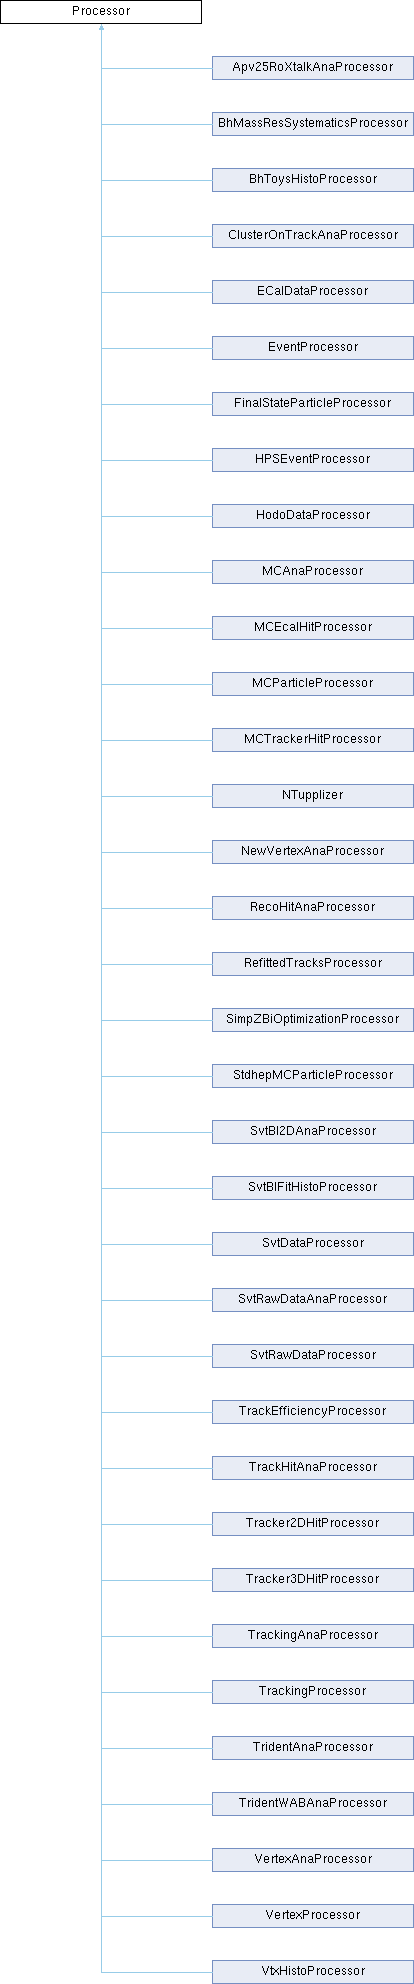 Processor
Apv25RoXtalkAnaProcessor
BhMassResSystematicsProcessor
BhToysHistoProcessor
ClusterOnTrackAnaProcessor
ECalDataProcessor
EventProcessor
FinalStateParticleProcessor
HPSEventProcessor
HodoDataProcessor
MCAnaProcessor
MCEcalHitProcessor
MCParticleProcessor
MCTrackerHitProcessor
NTupplizer
NewVertexAnaProcessor
RecoHitAnaProcessor
RefittedTracksProcessor
SimpZBiOptimizationProcessor
StdhepMCParticleProcessor
SvtBl2DAnaProcessor
SvtBlFitHistoProcessor
SvtDataProcessor
SvtRawDataAnaProcessor
SvtRawDataProcessor
TrackEfficiencyProcessor
TrackHitAnaProcessor
Tracker2DHitProcessor
Tracker3DHitProcessor
TrackingAnaProcessor
TrackingProcessor
TridentAnaProcessor
TridentWABAnaProcessor
VertexAnaProcessor
VertexProcessor
VtxHistoProcessor